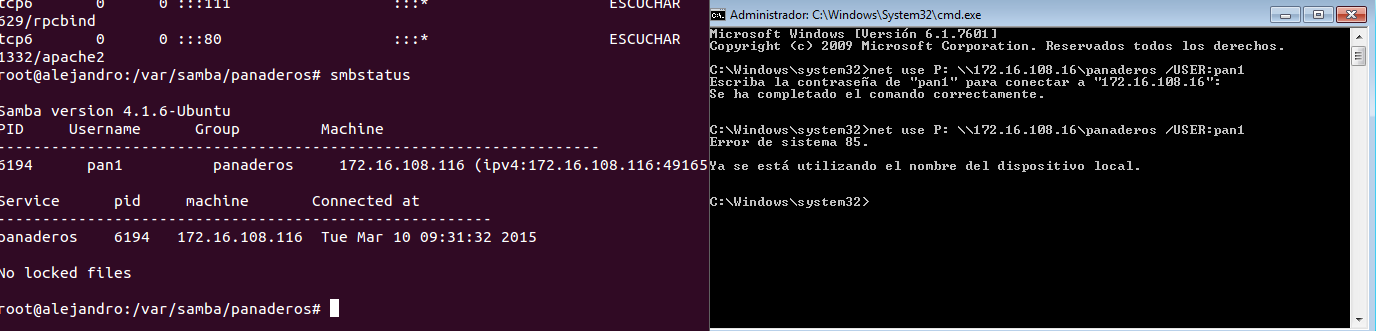 tcp6 0 0 :::111 :::* ESCUCHAR
629/rpcbind
tcp6 0 0 :::80 :::* ESCUCHAR
1332/apache2
root@alejandro:/var/samba/panaderos# smbstatus
Samba version 4.1.6-Ubuntu
PID Username Group Machine
-------------------------------------------------------------------
6194 pan1 panaderos 172.16.108.116 (ipv4:172.16.108.116:49165
Service pid machine Connected at
-------------------------------------------------------
panaderos 6194 172.16.108.116 Tue Mar 10 09:31:32 2015
No locked files
root@alejandro:/var/samba/panaderos#
Administrador: C:\Windows\System32\cmd.exe
Microsoft Windows [Versión 6.1.7601]
Copyright (c) 2009 Microsoft Corporation. Reservados todos los derechos.
C:\Windows\system32>net use P: \\172.16.108.16\panaderos /USER:pan1
Escriba la contraseña de "pan1" para conectar a "172.16.108.16":
Se ha completado el comando correctamente.
C:\Windows\system32>net use P: \\172.16.108.16\panaderos /USER:pan1
Error de sistema 85.
Ya se está utilizando el nombre del dispositivo local.
C:\Windows\system32>